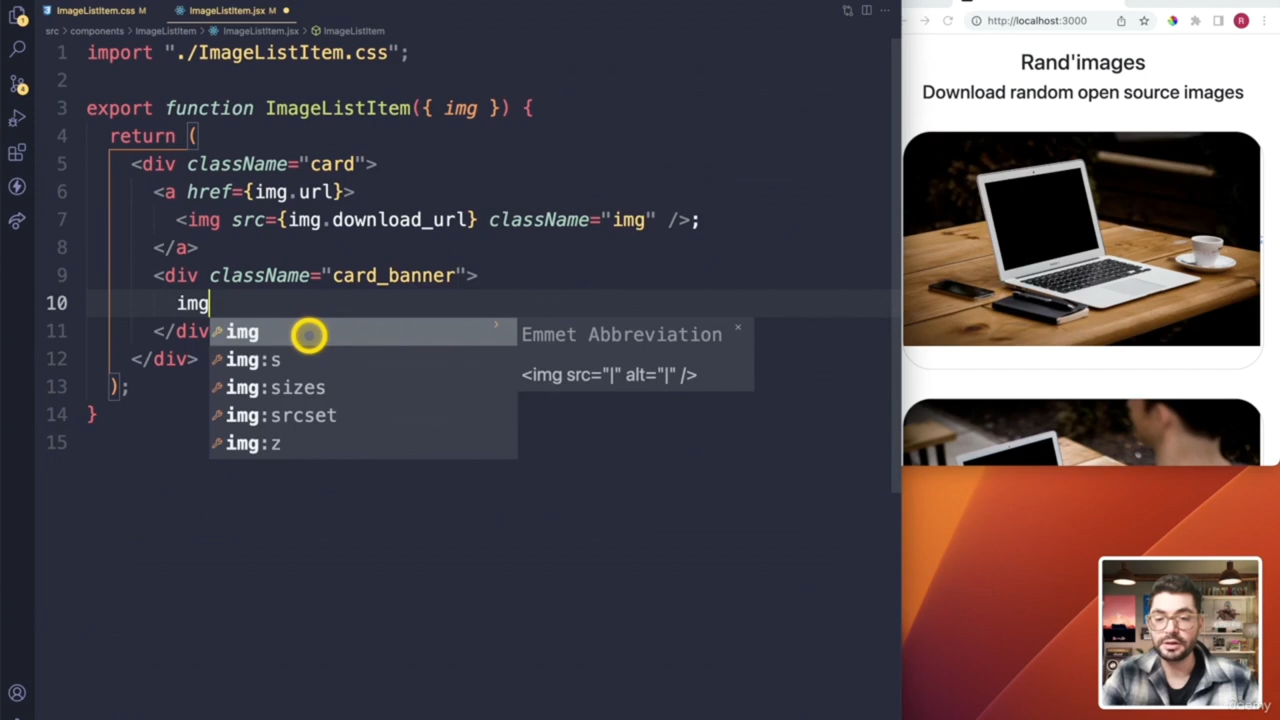 ImageListItem.css M
ImageListItem.jsx M
src > components > ImageListItem > ImageListItem.jsx > ImageListItem
1 import "./ImageListItem.css";
2
3 export function ImageListItem({ img }) {
4 return (
5 <div className="card">
6 <a href={img.url}>
7 <img src={img.download_url} className="img" />;
8 </a>
9 <div className="card_banner">
10 img
11 </div
12 </div>
13 );
14 }
15
img
img:s
img:sizes
img:srcset
img:z
Emmet Abbreviation
<img src="|" alt="|" />
1
4
http://localhost:3000
R
Rand'images
Download random open source images